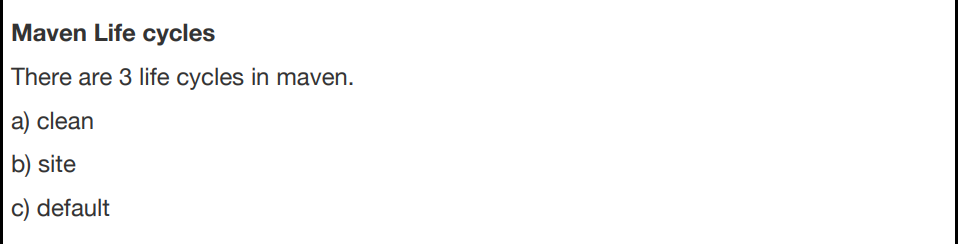 Maven Life cycles
There are 3 life cycles in maven.
a) clean
b) site
c) default